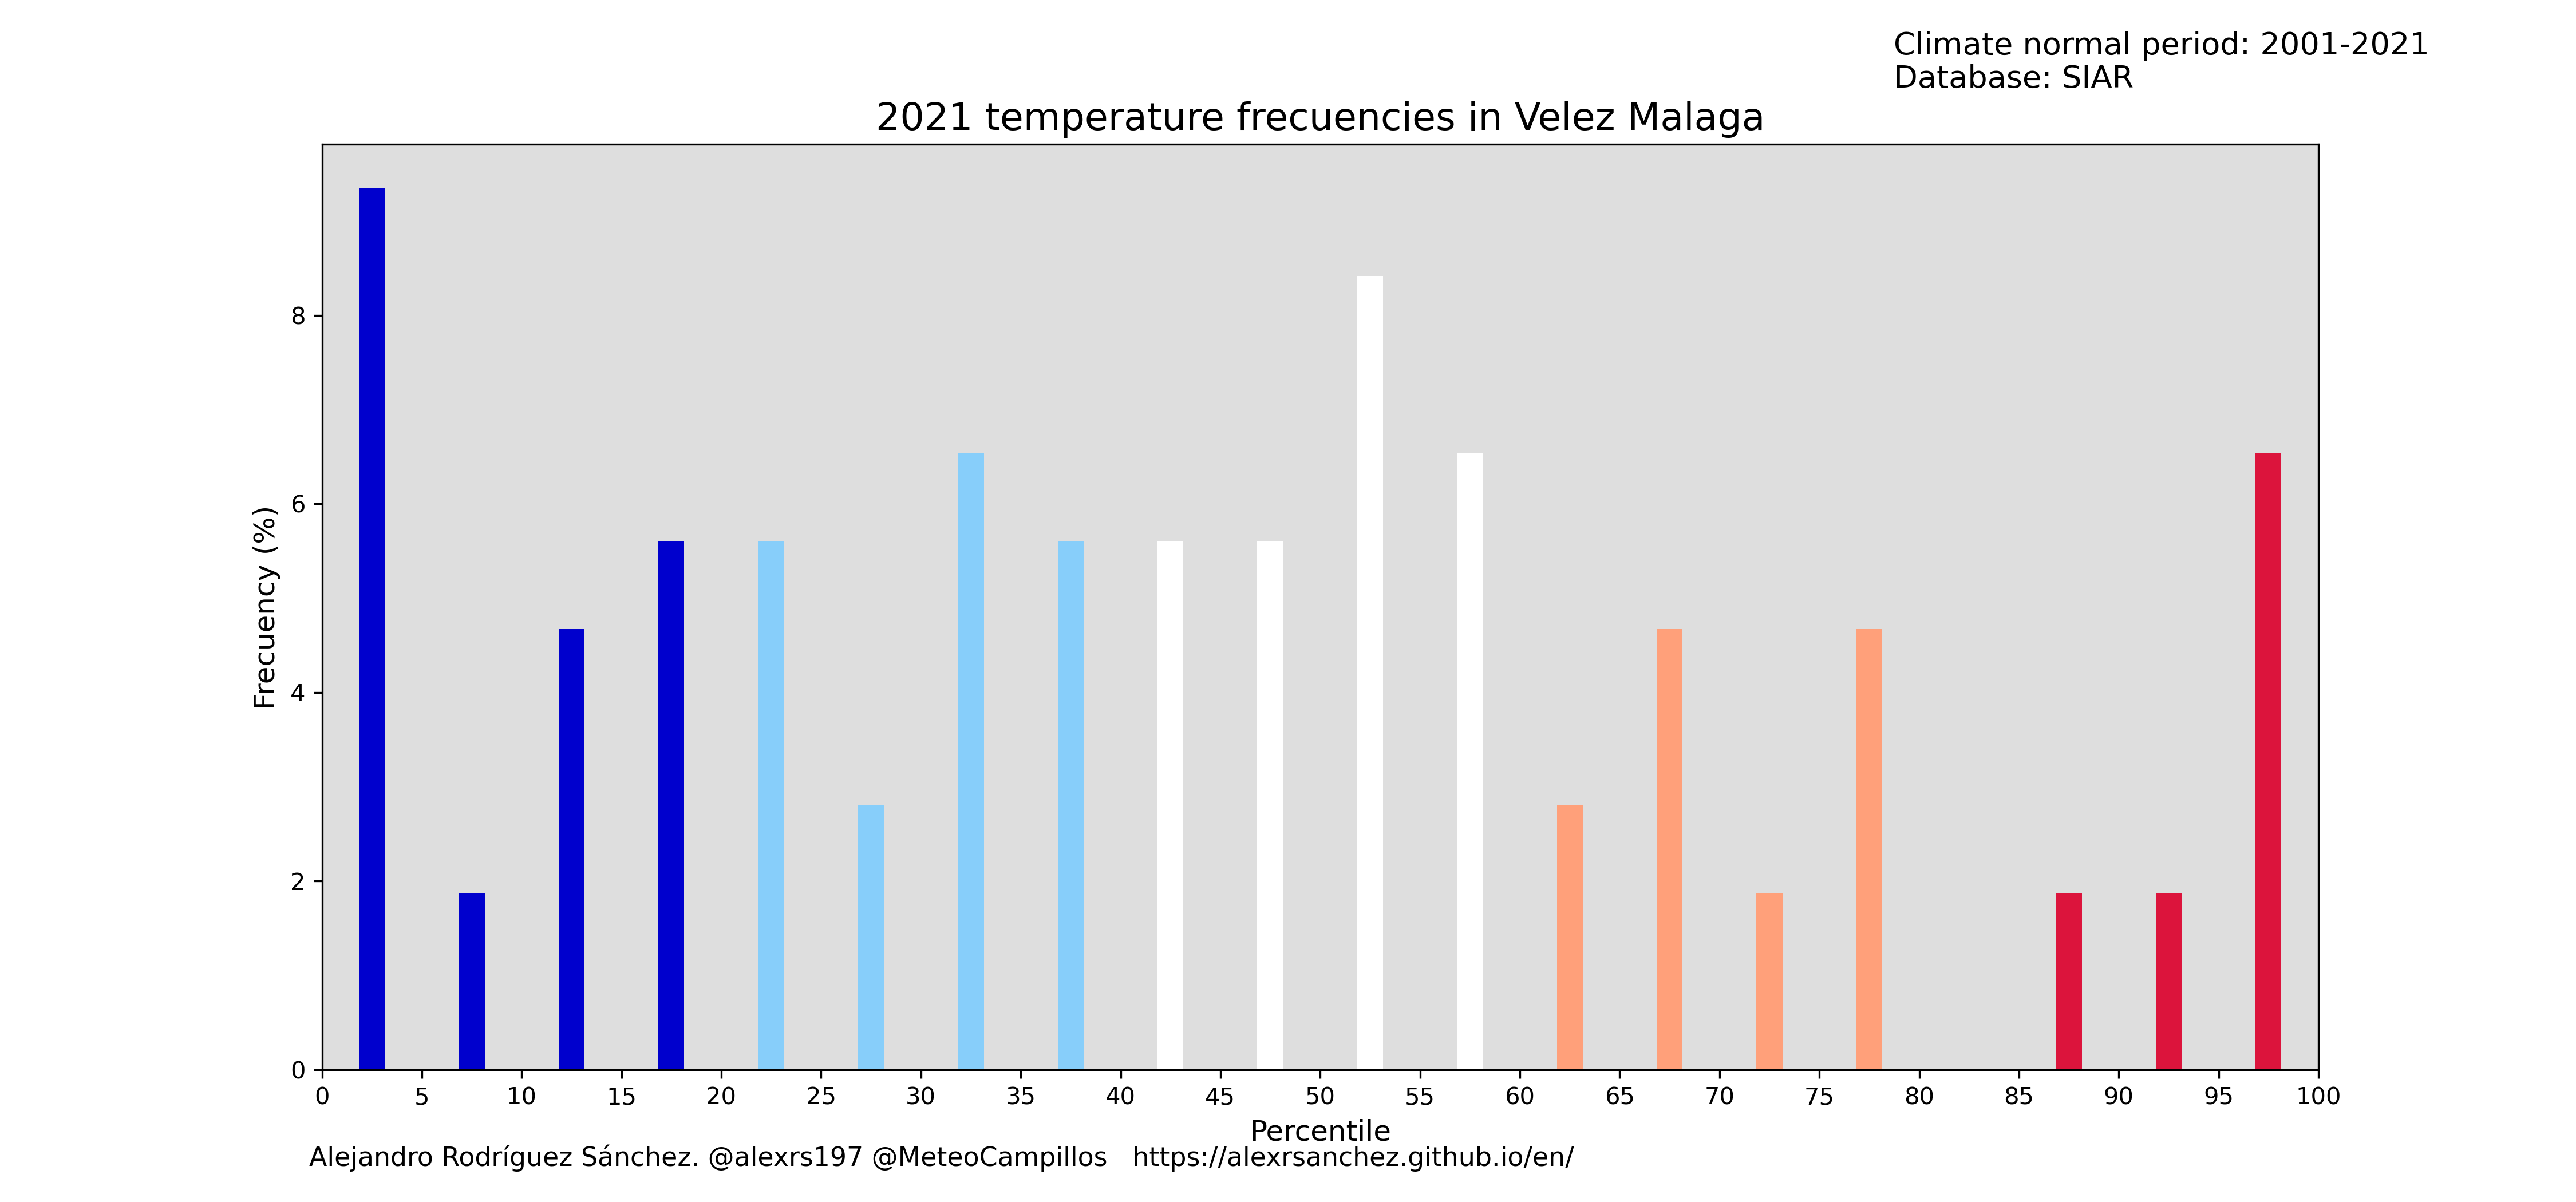 Climate normal period: 2001-2021
Database: SIAR
2021 temperature frecuencies in Velez Malaga
Frecuency (%)
8
6
4
2
0
0 5 10 15 20 25 30 35 40 45 50 55 60 65 70 75 80 85 90 95 100
Percentile
Alejandro Rodríguez Sánchez. @alexrs197 @MeteoCampillos https://alexrsanchez.github.io/en/